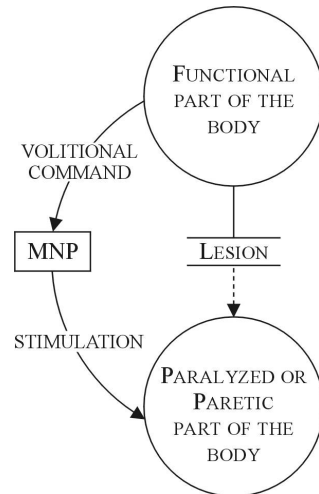 FUNCTIONAL
PART OF THE
BODY
VOLITIONAL
COMMAND
MNP
LESION
STIMULATION
PARALYZED OR
PARETIC
PART OF THE
BODY